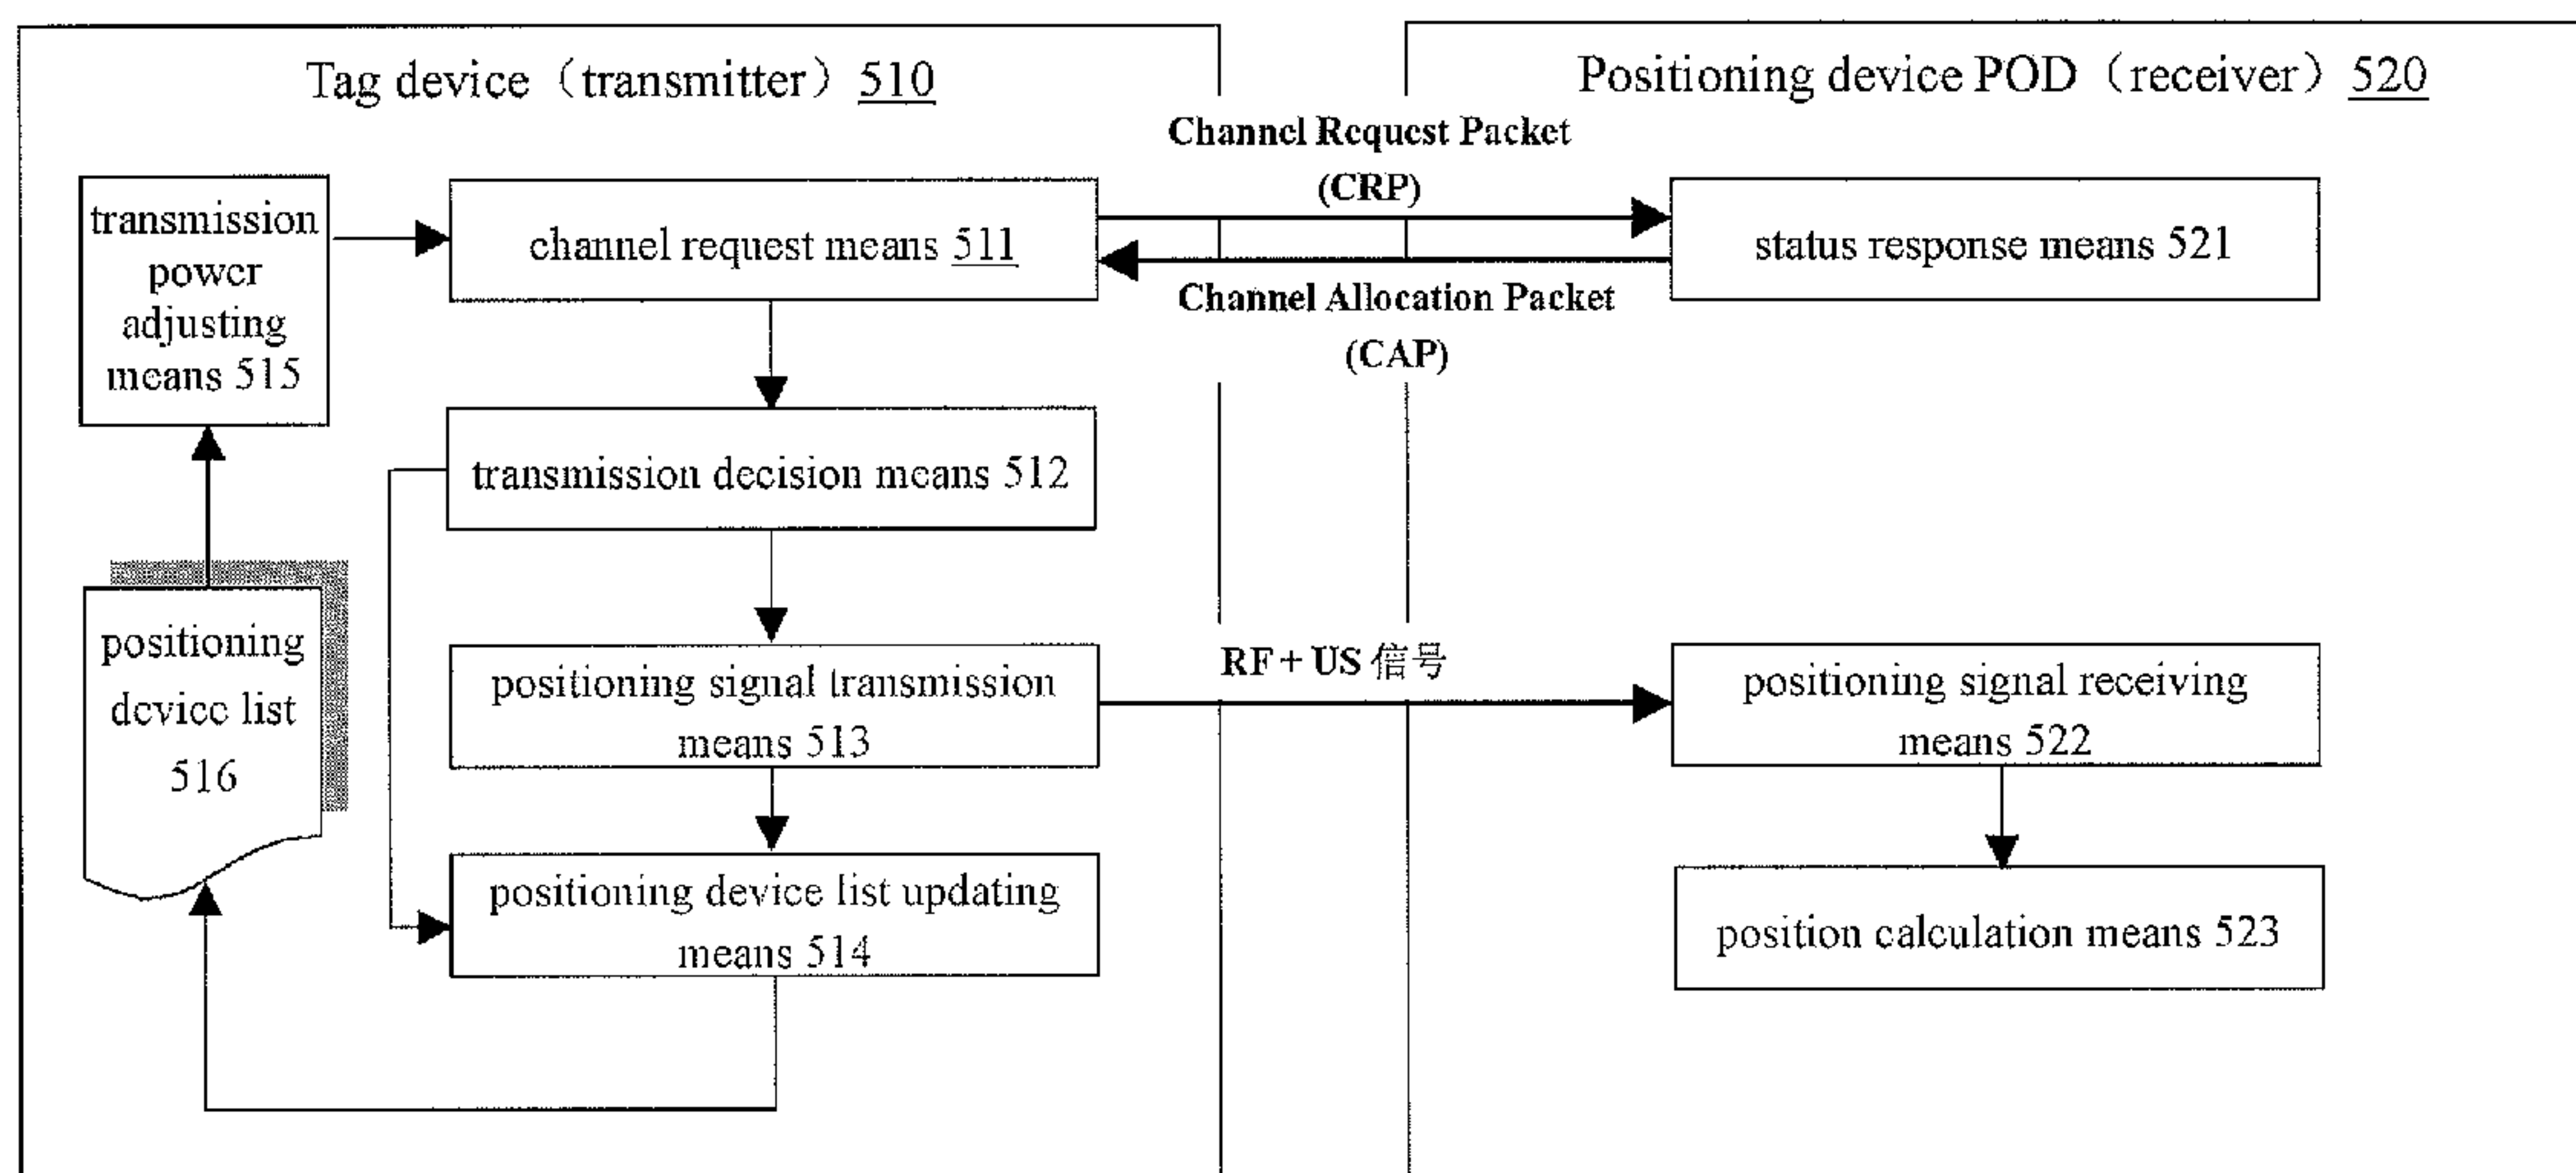 Tag device（transmitter）510
Positioning device POD（receiver）520
Channel Request Packet
(CRP)
transmission
power
adjusting
means 515
channel request means 511
status response means 521
Channel Allocation Packet
(CAP)
transmission decision means 512
positioning
device list
516
RF + US 信号
positioning signal transmission
means 513
positioning signal receiving
means 522
positioning device list updating
means 514
position calculation means 523